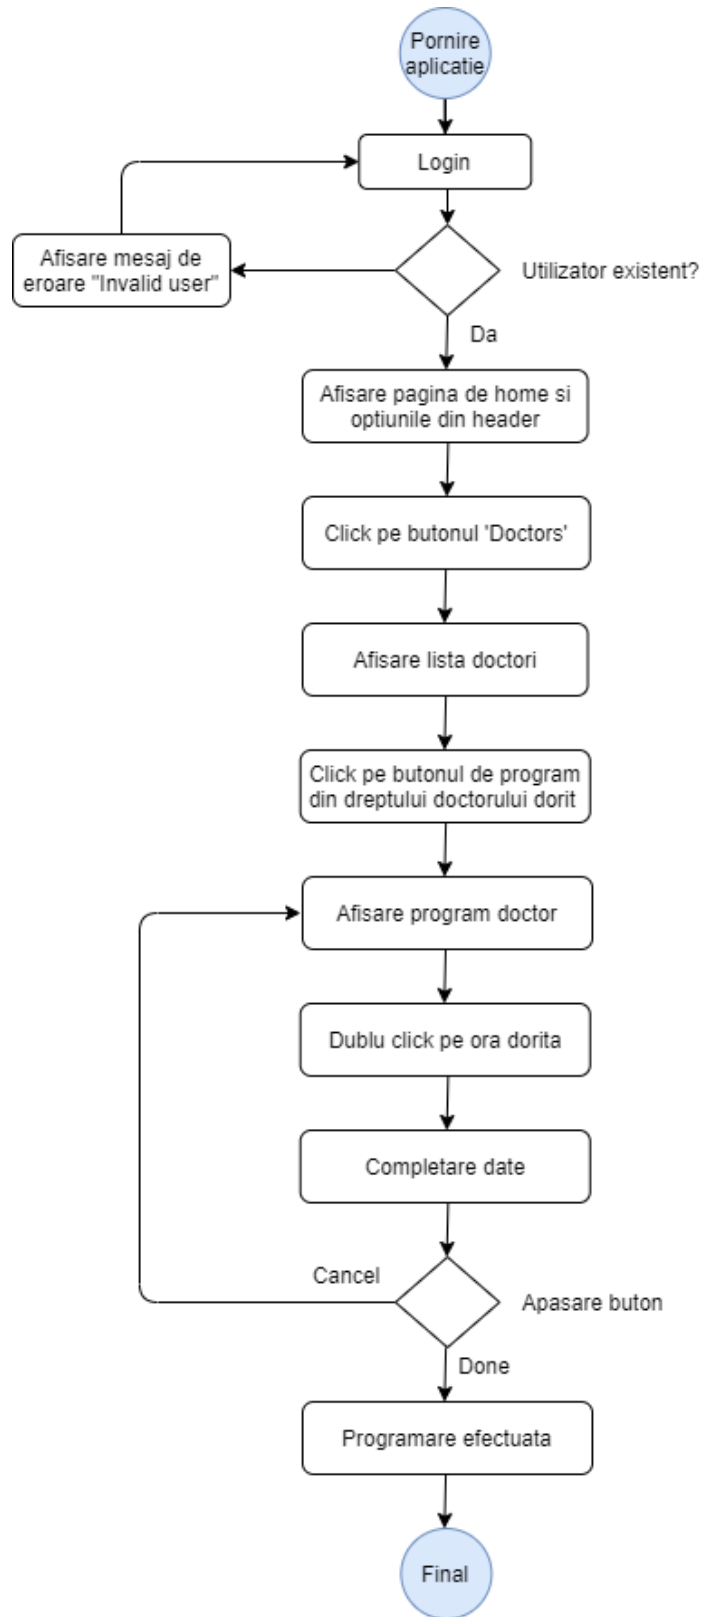 Pornire
aplicatie
Login
Afisare mesaj de
eroare "Invalid user"
Utilizator existent?
Da
Afisare pagina de home si
optiunile din header
Click pe butonul 'Doctors'
Afisare lista doctori
Click pe butonul de program
din dreptului doctorului dorit
Afisare program doctor
Dublu click pe ora dorita
Completare date
Cancel
Apasare buton
Done
Programare efectuata
Final